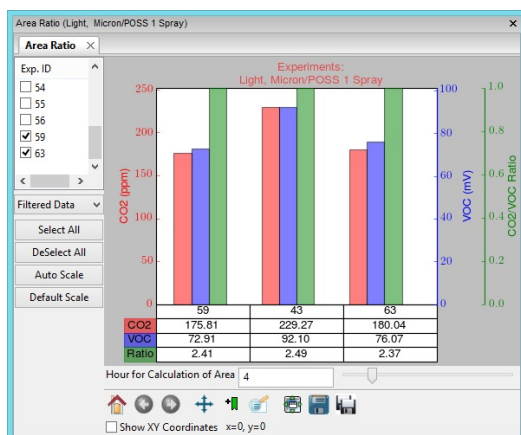 Area Ratio (Light, Micron/POSS 1 Spray)
Area Ratio
Exp. ID
54
55
56
59
63
Filtered Data
Select All
DeSelect All
Auto Scale
Default Scale
Experiments:
Light, Micron/POSS 1 Spray
250
200
150
100
50
0
CO2 (ppm)
100
80
60
40
20
0
VOC (mV)
1.0
0.8
0.6
0.4
0.2
0.0
CO2/VOC Ratio
59 43 63
CO2 175.81 229.27 180.04
VOC 72.91 92.10 76.07
Ratio 2.41 2.49 2.37
Hour for Calculation of Area 4
Show XY Coordinates x=0, y=0